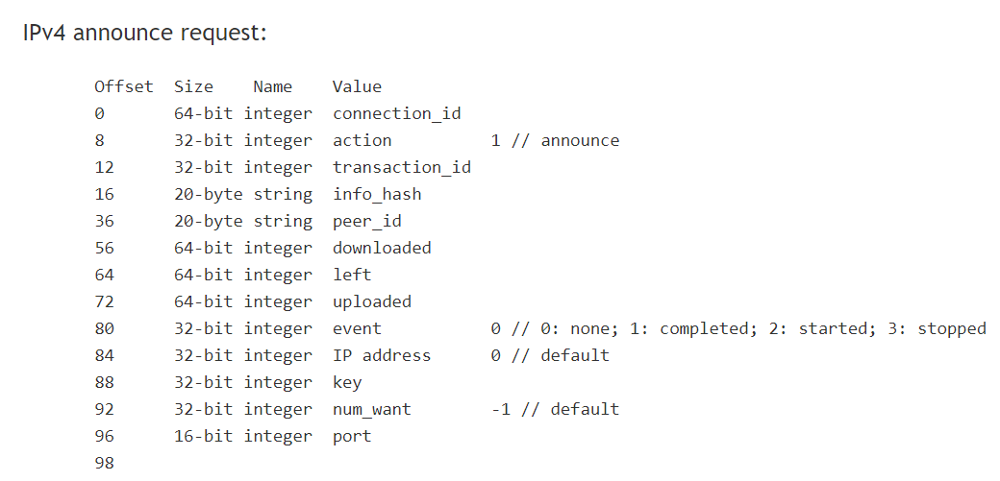 IPv4 announce request:
Offset  Size    Name    Value
0       64-bit integer  connection_id
8       32-bit integer  action          1 // announce
12      32-bit integer  transaction_id
16      20-byte string  info_hash
36      20-byte string  peer_id
56      64-bit integer  downloaded
64      64-bit integer  left
72      64-bit integer  uploaded
80      32-bit integer  event           0 // 0: none; 1: completed; 2: started; 3: stopped
84      32-bit integer  IP address      0 // default
88      32-bit integer  key
92      32-bit integer  num_want        -1 // default
96      16-bit integer  port
98